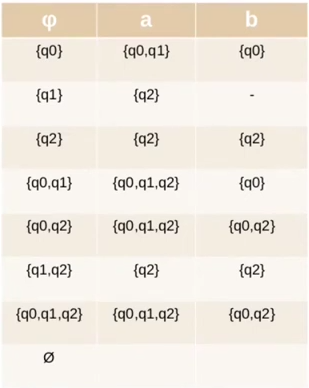 φ a b
{q0} {q0,q1} {q0}
{q1} {q2} -
{q2} {q2} {q2}
{q0,q1} {q0,q1,q2} {q0}
{q0,q2} {q0,q1,q2} {q0,q2}
{q1,q2} {q2} {q2}
{q0,q1,q2} {q0,q1,q2} {q0,q2}
Ø